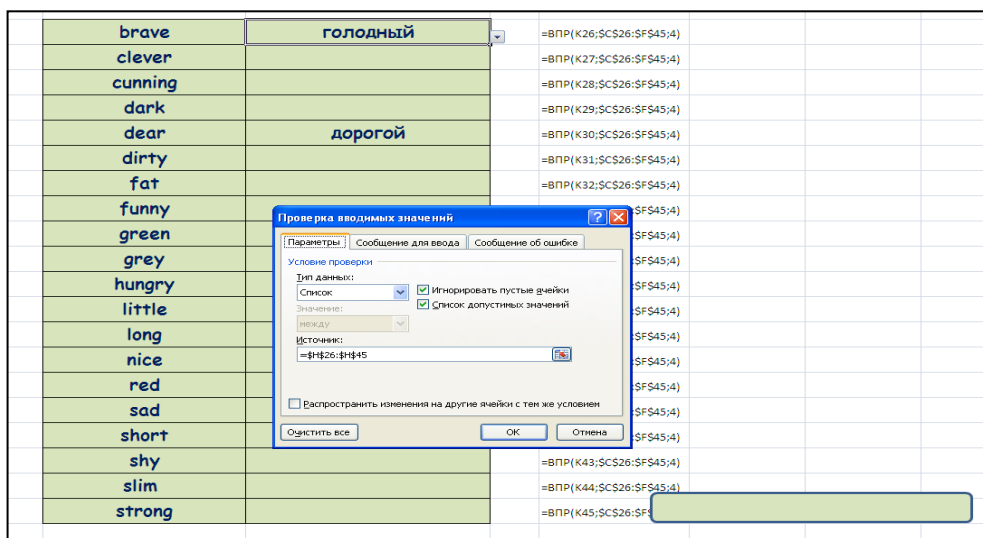 brave голодный =ВПР(K26;$C$26:$F$45;4)
clever =ВПР(K27;$C$26:$F$45;4)
cunning =ВПР(K28;$C$26:$F$45;4)
dark =ВПР(K29;$C$26:$F$45;4)
dear дорогой =ВПР(K30;$C$26:$F$45;4)
dirty =ВПР(K31;$C$26:$F$45;4)
fat =ВПР(K32;$C$26:$F$45;4)
funny $F$45;4)
green $F$45;4)
grey $F$45;4)
hungry $F$45;4)
little $F$45;4)
long $F$45;4)
nice $F$45;4)
red $F$45;4)
sad $F$45;4)
short $F$45;4)
shy =ВПР(K43;$C$26:$F$45;4)
slim =ВПР(K44;$C$26:$F$45;4)
strong =ВПР(K45;$C$26:$F$
Проверка вводимых значений
Параметры Сообщение для ввода Сообщение об ошибке
Условие проверки
Тип данных:
Список Игнорировать пустые ячейки
Значение: Список допустимых значений
между
Источник:
=$H$26:$H$45
Распространить изменения на другие ячейки с тем же условием
Очистить все ОК Отмена